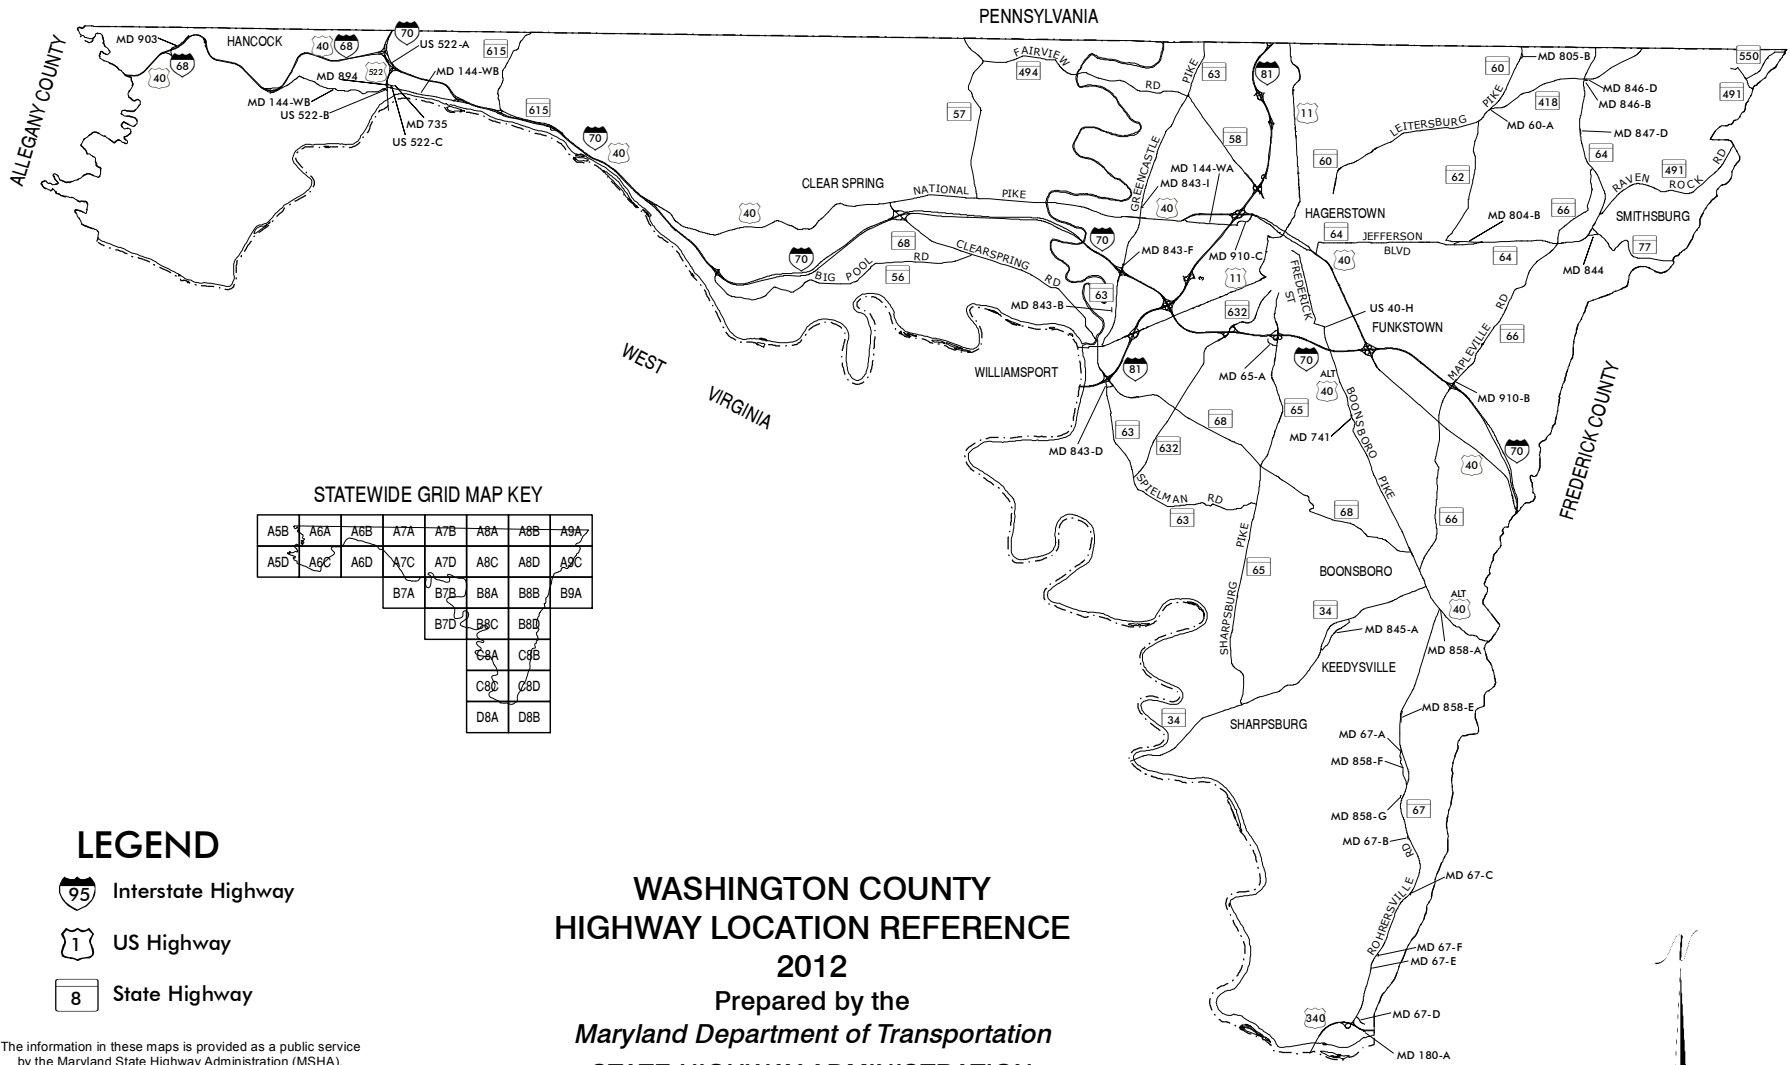 PENNSYLVANIA
ALLEGANY COUNTY
MD 903
HANCOCK
40
68
70
US 522-A
615
40
68
MD 894
522
MD 144-WB
MD 144-WB
US 522-B
MD 735
US 522-C
615
70
40
FAIRVIEW
494
RD
PIKE
63
81
11
57
58
GREENCASTLE
MD 144-WA
MD 843-I
60
MD 805-B
550
PIKE
418
MD 846-D
MD 846-B
491
LEITERSBURG
MD 60-A
MD 847-D
60
62
64
RAVEN ROCK RD
491
CLEAR SPRING
NATIONAL PIKE
40
40
HAGERSTOWN
64
JEFFERSON
BLVD
MD 804-B
66
SMITHSBURG
77
64
MD 844
68
CLEARSPRING RD
70
70
BIG POOL RD
56
MD 843-F
MD 910-C
11
40
FREDERICK
ST
63
MD 843-B
632
US 40-H
FUNKSTOWN
MAPLEVILLE RD
66
WEST VIRGINIA
WILLIAMSPORT
81
MD 65-A
70
ALT
40
MD 910-B
FREDERICK COUNTY
63
68
65
MD 741
BOONSBORO PIKE
MD 843-D
632
40
70
SPIELMAN RD
63
68
66
PIKE
65
BOONSBORO
SHARPSBURG
34
ALT
40
MD 845-A
MD 858-A
KEEDYSVILLE
34
SHARPSBURG
MD 858-E
MD 67-A
MD 858-F
MD 858-G
67
MD 67-B
RD
MD 67-C
ROHRERSVILLE
MD 67-F
MD 67-E
340
MD 67-D
MD 180-A
STATEWIDE GRID MAP KEY
A5B A6A A6B A7A A7B A8A A8B A9A
A5D A6C A6D A7C A7D A8C A8D A9C
B7A B7B B8A B8B B9A
B7D B8C B8D
C8A C8B
C8C C8D
D8A D8B
LEGEND
95 Interstate Highway
1 US Highway
8 State Highway
The information in these maps is provided as a public service
by the Maryland State Highway Administration (MSHA).
WASHINGTON COUNTY
HIGHWAY LOCATION REFERENCE
2012
Prepared by the
Maryland Department of Transportation
STATE HIGHWAY ADMINISTRATION